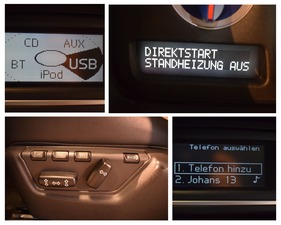 CD AUX
BT USB
iPod
DIREKTSTART
STANDHEIZUNG AUS
Telefon auswählen
1. Telefon hinzu
2. Johans 13